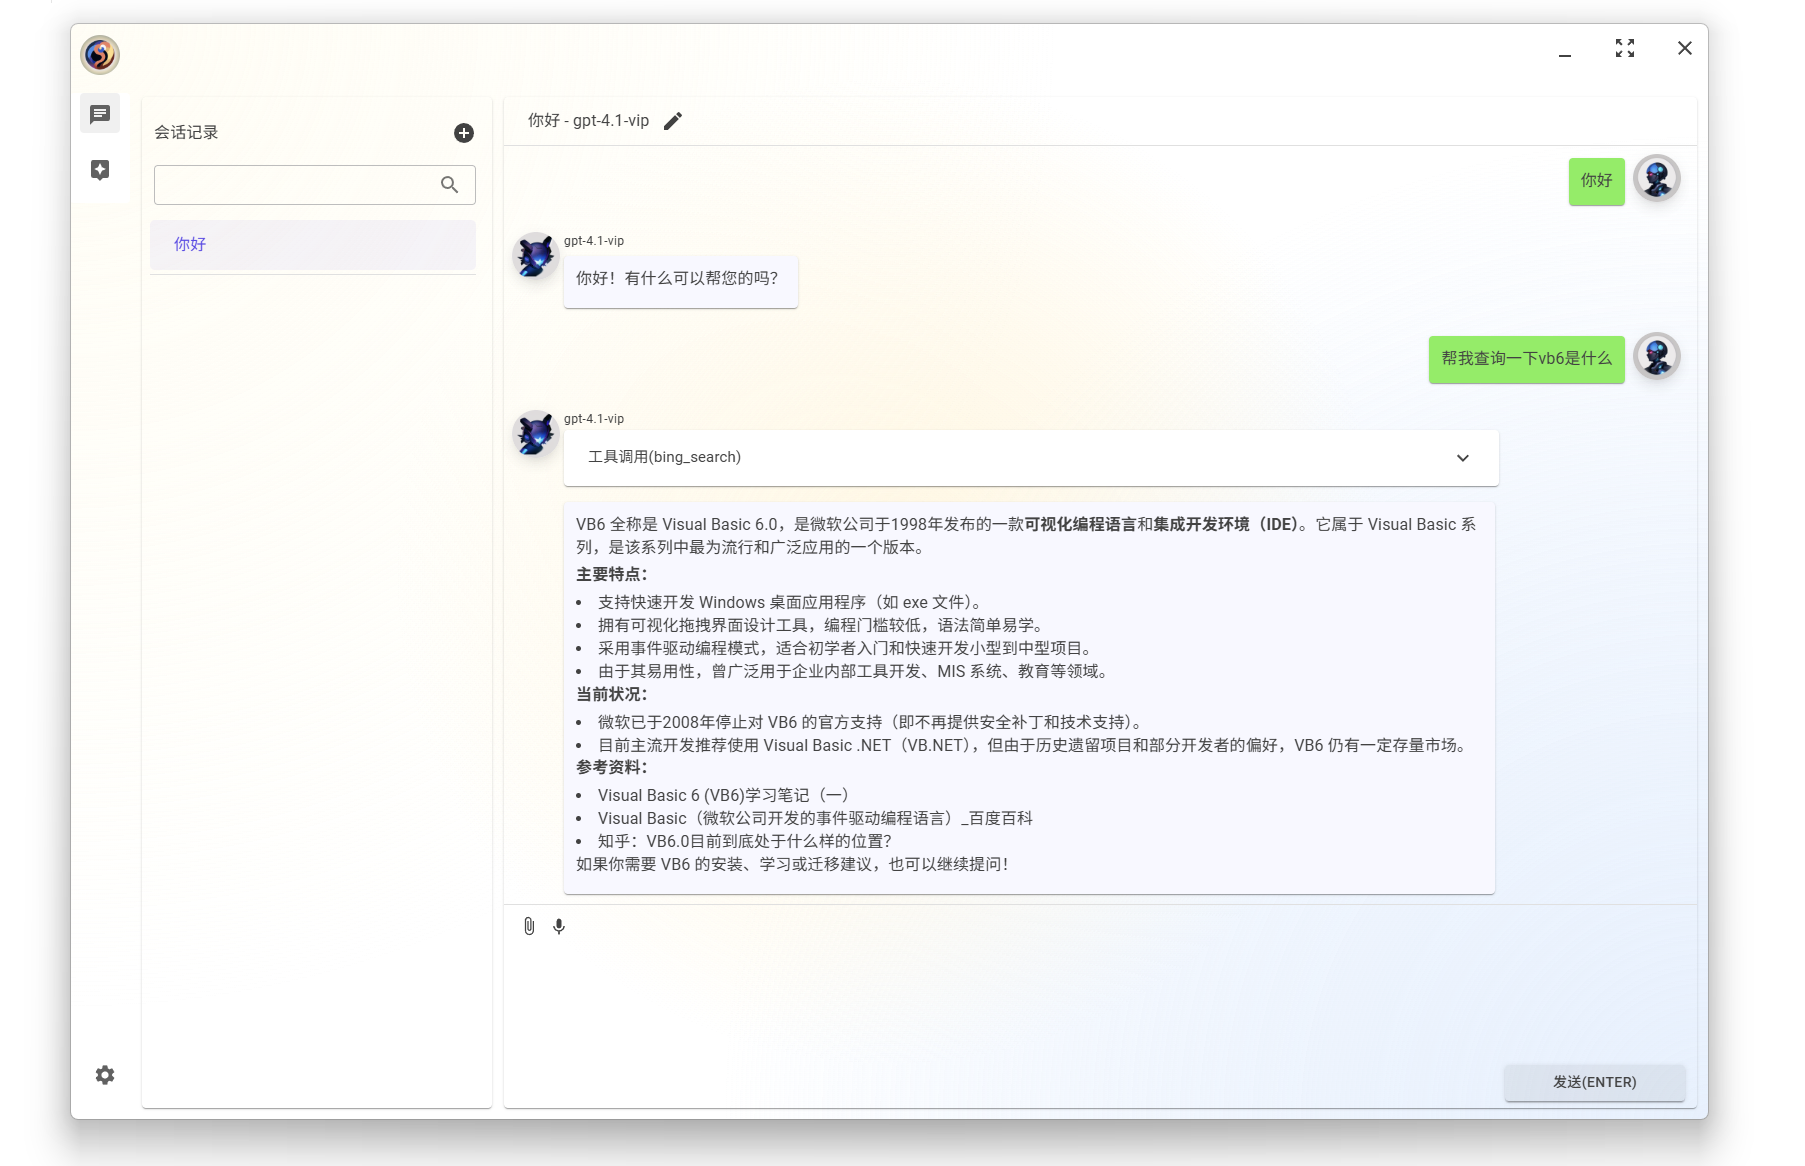 会话记录
你好
你好 - gpt-4.1-vip
你好
gpt-4.1-vip
你好！有什么可以帮您的吗？
帮我查询一下vb6是什么
gpt-4.1-vip
工具调用(bing_search)
VB6 全称是 Visual Basic 6.0，是微软公司于1998年发布的一款可视化编程语言和集成开发环境（IDE）。它属于 Visual Basic 系
列，是该系列中最为流行和广泛应用的一个版本。
主要特点：
• 支持快速开发 Windows 桌面应用程序（如 exe 文件）。
• 拥有可视化拖拽界面设计工具，编程门槛较低，语法简单易学。
• 采用事件驱动编程模式，适合初学者入门和快速开发小型到中型项目。
• 由于其易用性，曾广泛用于企业内部工具开发、MIS 系统、教育等领域。
当前状况：
• 微软已于2008年停止对 VB6 的官方支持（即不再提供安全补丁和技术支持）。
• 目前主流开发推荐使用 Visual Basic .NET（VB.NET），但由于历史遗留项目和部分开发者的偏好，VB6 仍有一定存量市场。
参考资料：
• Visual Basic 6 (VB6)学习笔记（一）
• Visual Basic（微软公司开发的事件驱动编程语言）_百度百科
• 知乎：VB6.0目前到底处于什么样的位置？
如果你需要 VB6 的安装、学习或迁移建议，也可以继续提问！
发送(ENTER)